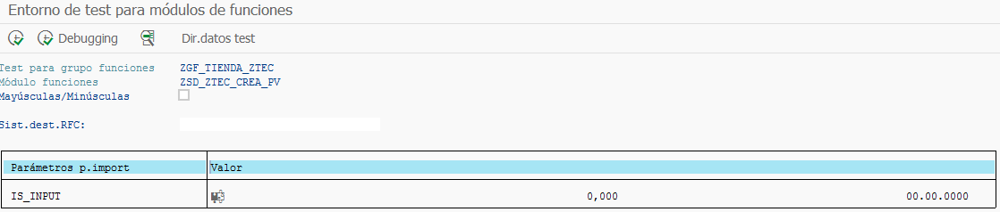 Entorno de test para módulos de funciones
Debugging Dir.datos test
Test para grupo funciones ZGF_TIENDA_ZTEC
Módulo funciones ZSD_ZTEC_CREA_PV
Mayúsculas/Minúsculas
Sist.dest.RFC:
Parámetros p.import Valor
IS_INPUT 0,000 00.00.0000